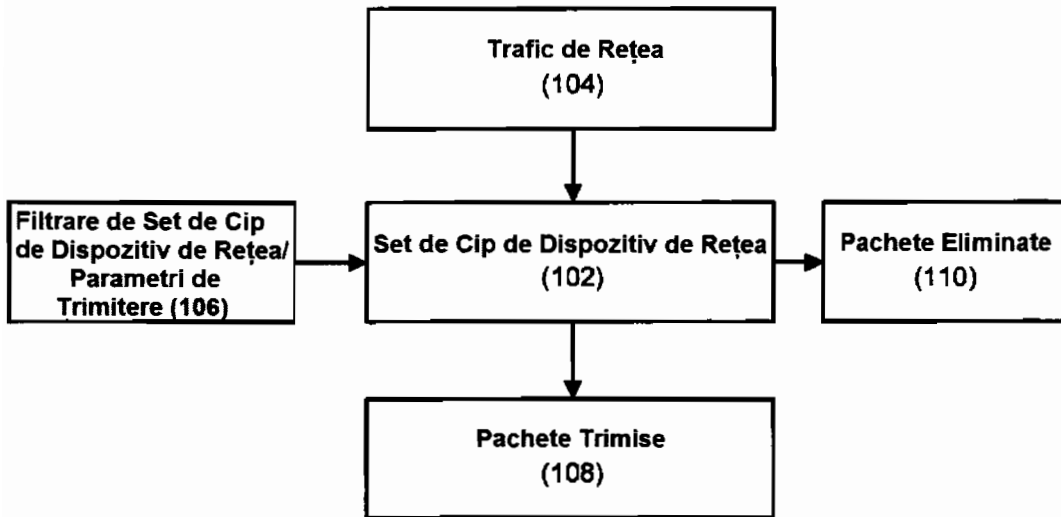 Trafic de Rețea
(104)
Filtrare de Set de Cip
de Dispozitiv de Rețea/
Parametri de
Trimitere (106)
Set de Cip de Dispozitiv de Rețea
(102)
Pachete Eliminate
(110)
Pachete Trimise
(108)